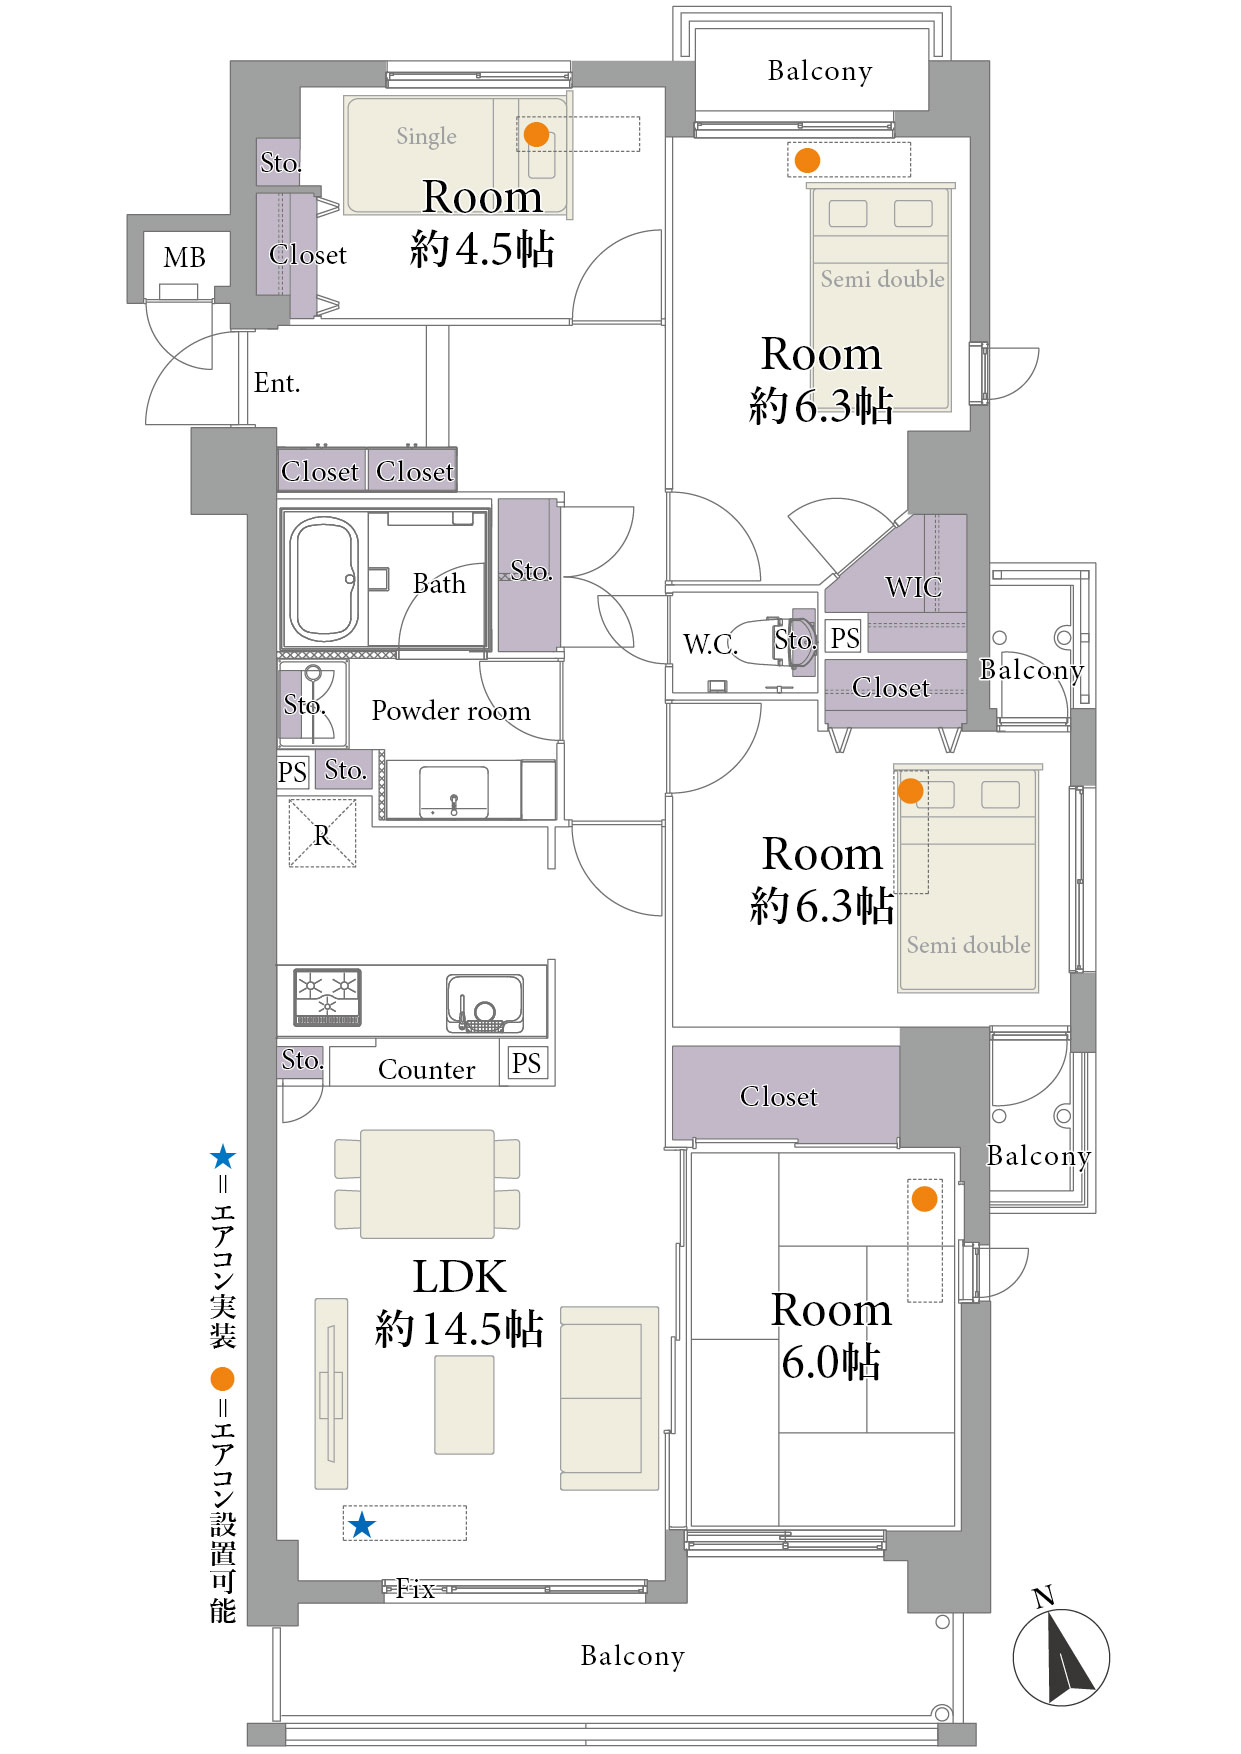 Balcony
Single
Sto.
Room
約4.5帖
Closet
MB
Semi double
Room
約6.3帖
Ent.
Closet
Closet
Bath
Sto.
WIC
W.C.
Sto.
PS
Closet
Balcony
Sto.
Powder room
PS
Sto.
R
Room
約6.3帖
Semi double
Sto.
Counter
PS
Closet
Balcony
LDK
約14.5帖
Room
6.0帖
★=エアコン実装 ●=エアコン設置可能
Fix
Balcony
N